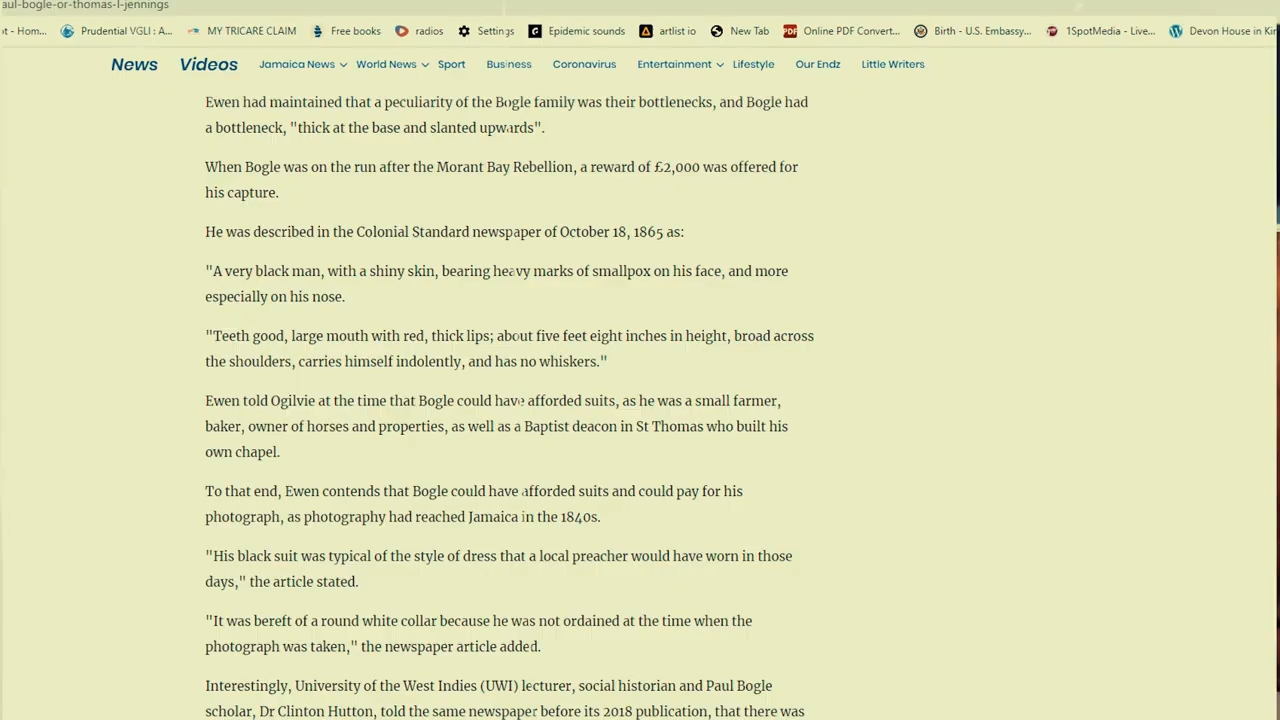 aul-bogle-or-thomas-l-jennings
ot - Hom... Prudential VGLI : A... MY TRICARE CLAIM Free books radios Settings Epidemic sounds artlist io New Tab Online PDF Convert... Birth - U.S. Embassy... 1SpotMedia - Live... Devon House in Kin
News Videos Jamaica News World News Sport Business Coronavirus Entertainment Lifestyle Our Endz Little Writers
Ewen had maintained that a peculiarity of the Bogle family was their bottlenecks, and Bogle had
a bottleneck, "thick at the base and slanted upwards".
When Bogle was on the run after the Morant Bay Rebellion, a reward of £2,000 was offered for
his capture.
He was described in the Colonial Standard newspaper of October 18, 1865 as:
"A very black man, with a shiny skin, bearing heavy marks of smallpox on his face, and more
especially on his nose.
"Teeth good, large mouth with red, thick lips; about five feet eight inches in height, broad across
the shoulders, carries himself indolently, and has no whiskers."
Ewen told Ogilvie at the time that Bogle could have afforded suits, as he was a small farmer,
baker, owner of horses and properties, as well as a Baptist deacon in St Thomas who built his
own chapel.
To that end, Ewen contends that Bogle could have afforded suits and could pay for his
photograph, as photography had reached Jamaica in the 1840s.
"His black suit was typical of the style of dress that a local preacher would have worn in those
days," the article stated.
"It was bereft of a round white collar because he was not ordained at the time when the
photograph was taken," the newspaper article added.
Interestingly, University of the West Indies (UWI) lecturer, social historian and Paul Bogle
scholar, Dr Clinton Hutton, told the same newspaper before its 2018 publication, that there was